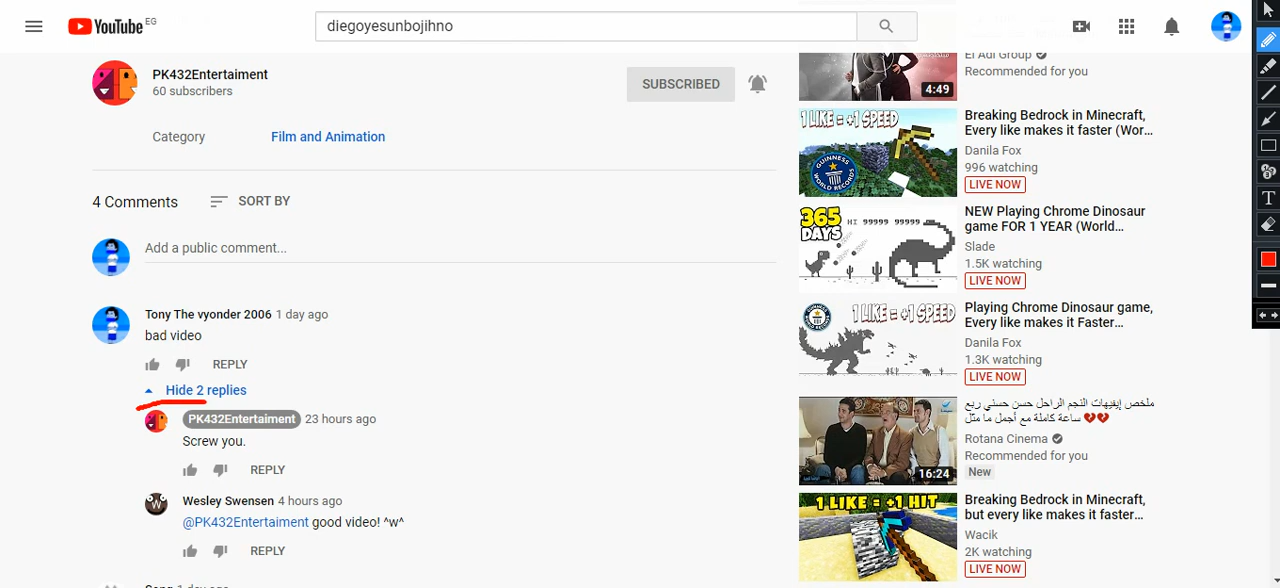 YouTube EG
diegoyesunbojihno
PK432Entertaiment
60 subscribers
SUBSCRIBED
Category
Film and Animation
4 Comments
SORT BY
Add a public comment...
Tony The vyonder 2006 1 day ago
bad video
REPLY
Hide 2 replies
PK432Entertaiment 23 hours ago
Screw you.
REPLY
W
Wesley Swensen 4 hours ago
@PK432Entertaiment good video! ^w^
REPLY
El Adl Group
Recommended for you
4:49
1 LIKE = +1 SPEED
GUINNESS
WORLD RECORDS
Breaking Bedrock in Minecraft,
Every like makes it faster (Wor...
Danila Fox
996 watching
LIVE NOW
365
DAYS
HI 99999 99999
NEW Playing Chrome Dinosaur
game FOR 1 YEAR (World...
Slade
1.5K watching
LIVE NOW
1 LIKE = +1 SPEED
Playing Chrome Dinosaur game,
Every like makes it Faster...
Danila Fox
1.3K watching
LIVE NOW
16:24
ملخص إيفيهات النجم الراحل حسن حسني ربع
ساعة كاملة مع أجمل ما مثل 💔💔
Rotana Cinema
Recommended for you
New
1 LIKE = +1 HIT
Breaking Bedrock in Minecraft,
but every like makes it faster...
Wacik
2K watching
LIVE NOW
T